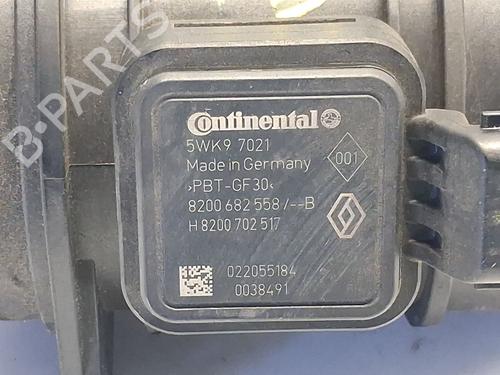 B-PARTS
Continental
5WK9 7021
Made in Germany
001
>PBT-GF30<
8200 682 558 /--B
H 8200 702 517
022055184
0038491